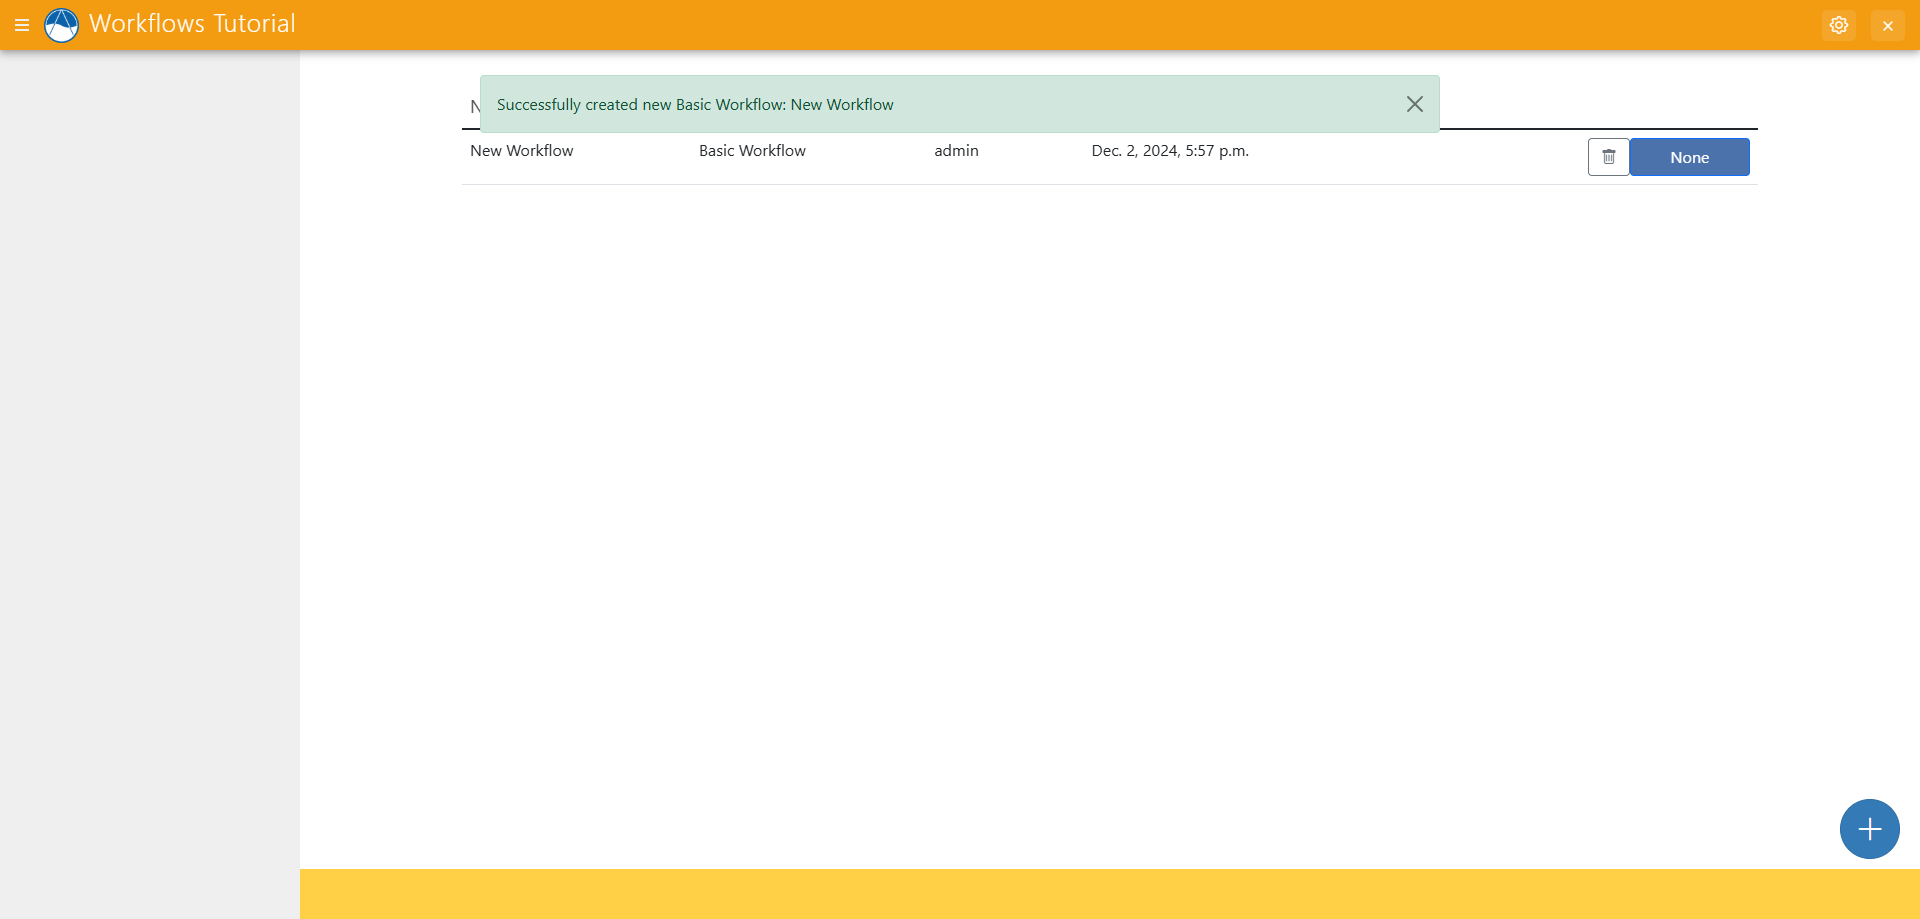 Workflows Tutorial
Successfully created new Basic Workflow: New Workflow
New Workflow Basic Workflow admin Dec. 2, 2024, 5:57 p.m. None